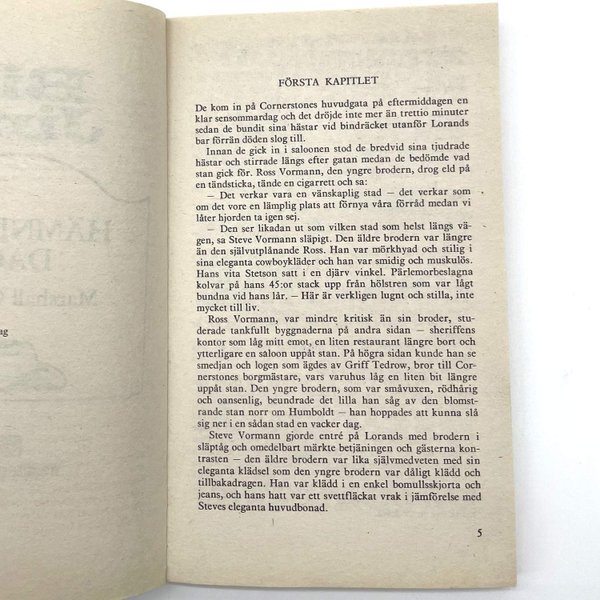 FÖRSTA KAPITLET
De kom in på Cornerstones huvudgata på eftermiddagen en
klar sensommardag och det dröjde inte mer än trettio minuter
sedan de bundit sina hästar vid bindräcket utanför Lorands
bar förrän döden slog till.
Innan de gick in i saloonen stod de bredvid sina tjudrade
hästar och stirrade längs efter gatan medan de bedömde vad
stan gick för. Ross Vormann, den yngre brodern, drog eld på
en tändsticka, tände en cigarrett och sa:
— Det verkar vara en vänskaplig stad — det verkar som
om det vore en lämplig plats att förnya våra förråd medan vi
låter hjorden ta igen sej.
— Den ser likadan ut som vilken stad som helst längs vä-
gen, sa Steve Vormann släpigt. Den äldre brodern var längre
än den självutplånande Ross. Han var mörkhyad och stilig i
sina eleganta cowboykläder och han var smidig och muskulös.
Hans vita Stetson satt i en djärv vinkel. Pärlemorbeslagna
kolvar på hans 45:or stack upp från hölstren som var lågt
bundna vid hans lår. — Här är verkligen lugnt och stilla, inte
mycket till liv.
Ross Vormann, var mindre kritisk än sin broder, stu-
derade tankfullt byggnaderna på andra sidan — sheriffens
kontor som låg mitt emot, en liten restaurant längre bort och
ytterligare en saloon uppåt stan. På högra sidan kunde han se
smedjan och logen som ägdes av Griff Tedrow, bror till Cor-
nerstones borgmästare, vars varuhus låg en liten bit längre
uppåt stan. Den yngre brodern, som var småvuxen, rödhårig
och oansenlig, beundrade det lilla han såg av den blomst-
rande stan norr om Humboldt — han hoppades att kunna slå
sig ner i en sådan stad en vacker dag.
Steve Vormann gjorde entré på Lorands med brodern i
släptåg och omedelbart märkte betjäningen och gästerna kon-
trasten — den äldre brodern var lika självmedveten med sin
eleganta klädsel som den yngre brodern var dåligt klädd och
tillbakadragen. Han var klädd i en enkel bomullsskjorta och
jeans, och hans hatt var ett svettfläckat vrak i jämförelse med
Steves eleganta huvudbonad.
5